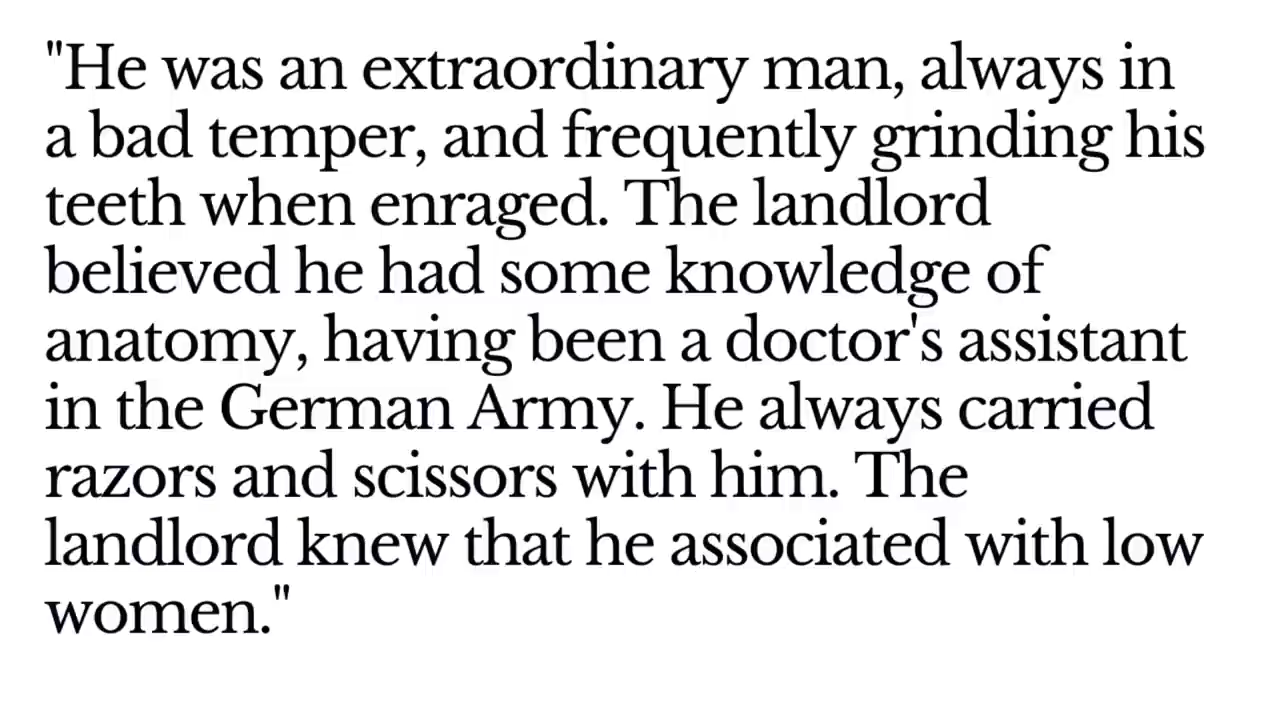 "He was an extraordinary man, always in
a bad temper, and frequently grinding his
teeth when enraged. The landlord
believed he had some knowledge of
anatomy, having been a doctor's assistant
in the German Army. He always carried
razors and scissors with him. The
landlord knew that he associated with low
women."